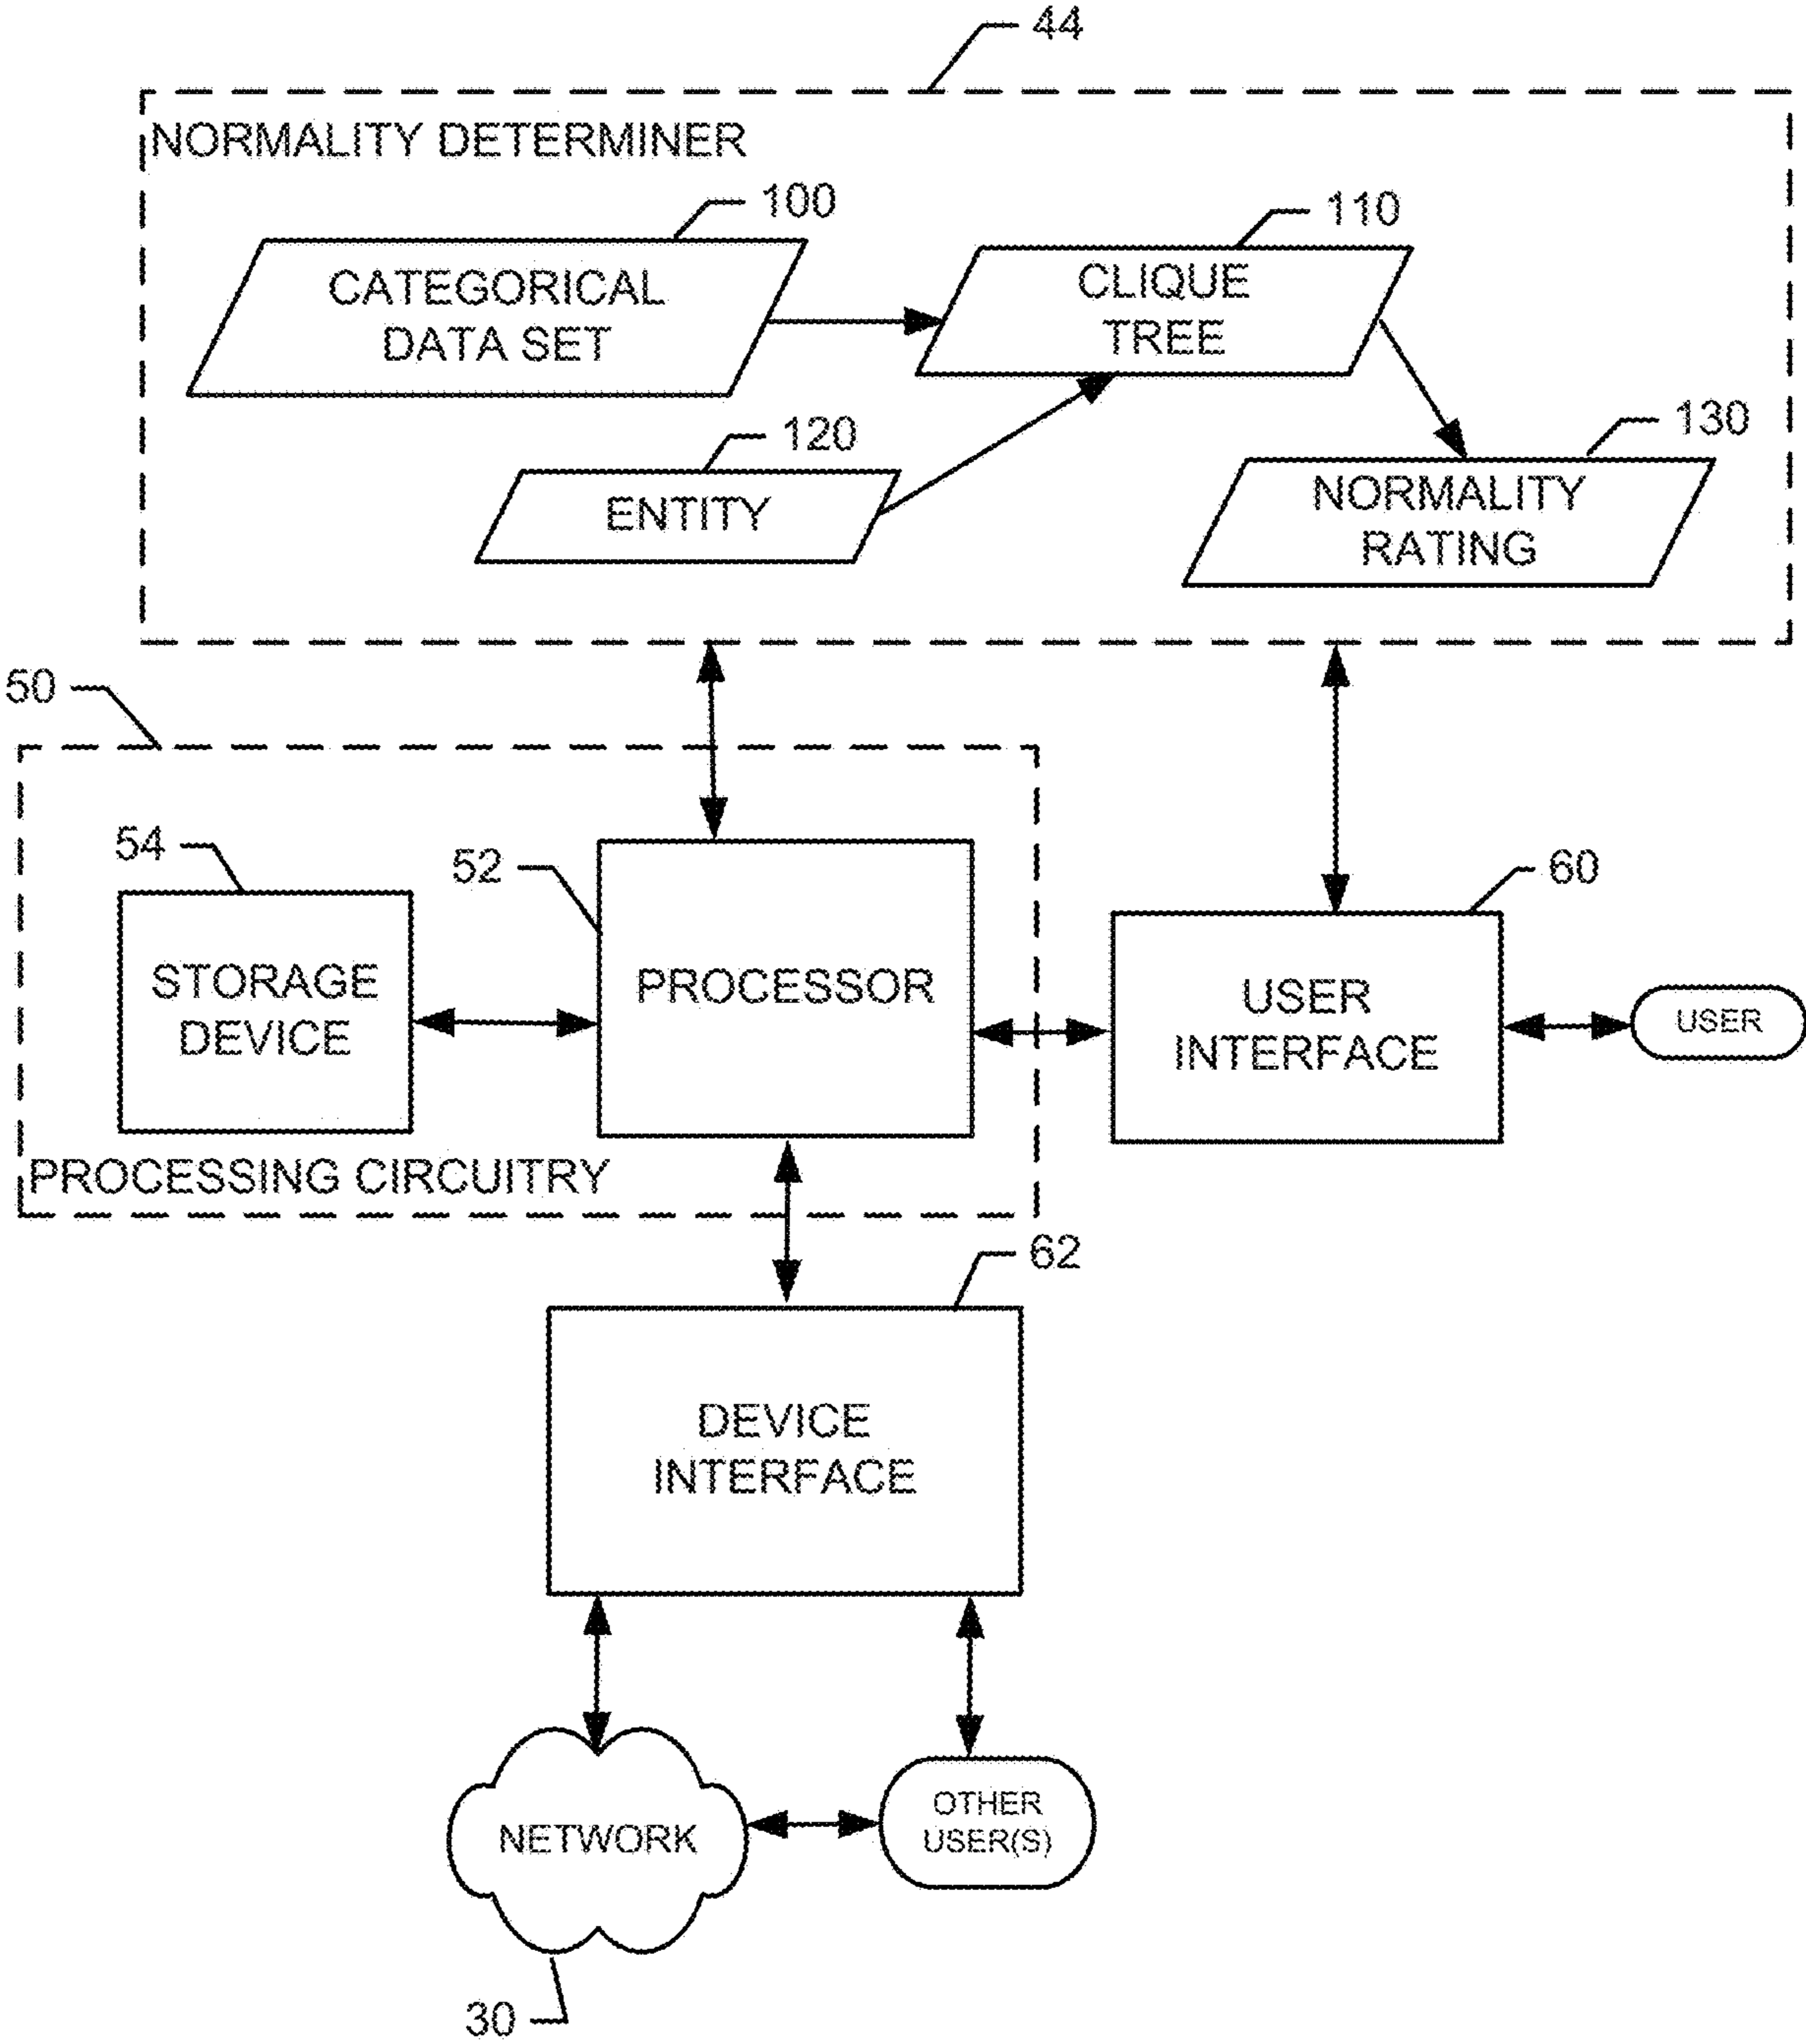 44
NORMALITY DETERMINER
100
110
CATEGORICAL
DATA SET
CLIQUE
TREE
120
130
ENTITY
NORMALITY
RATING
50
54
52
60
STORAGE
DEVICE
PROCESSOR
USER
INTERFACE
USER
PROCESSING CIRCUITRY
62
DEVICE
INTERFACE
NETWORK
OTHER
USER(S)
30